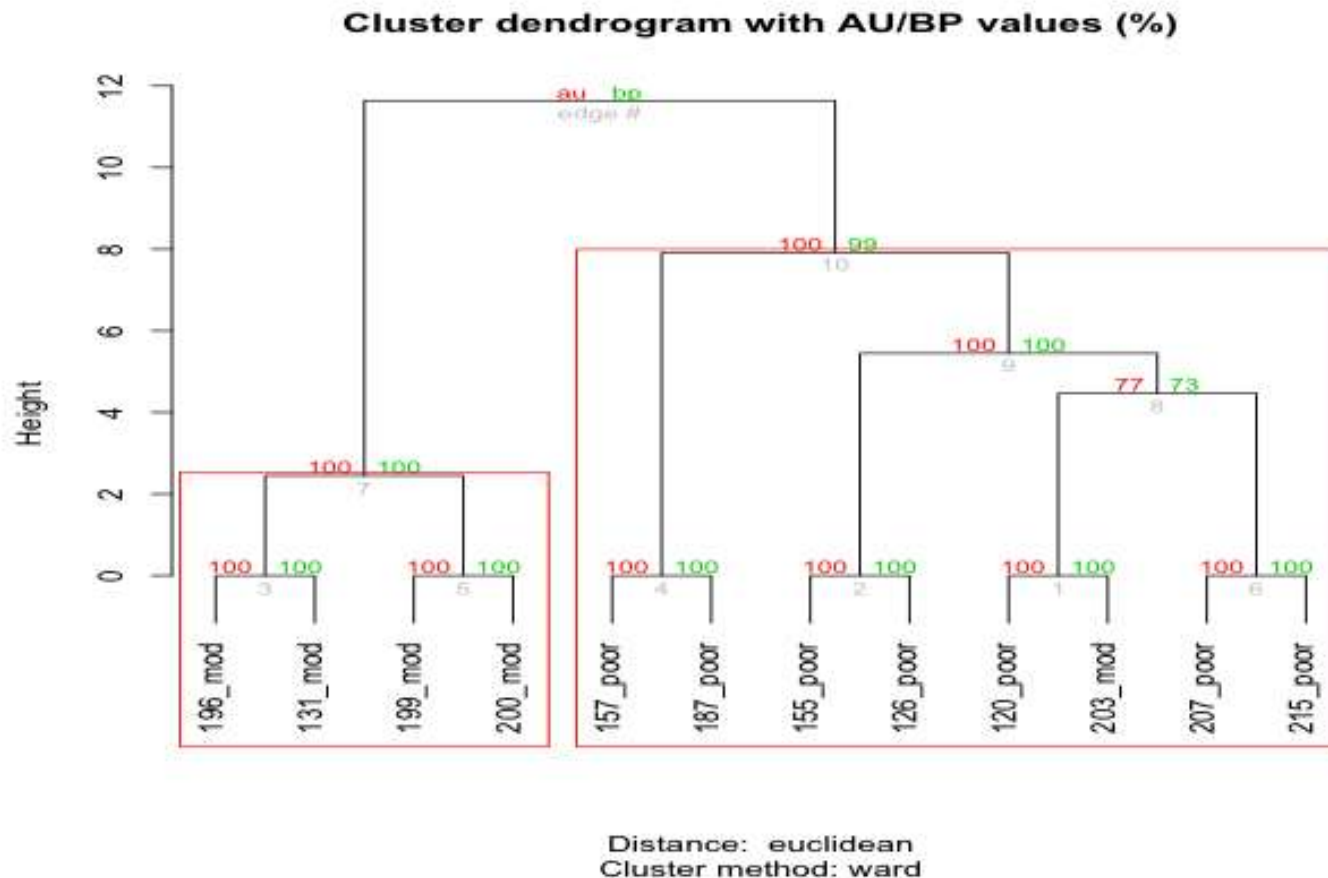 Cluster dendrogram with AU/BP values (%)
12
10
8
6
4
2
0
Height
au bp
edge #
100 99
10
100 100
9
77 73
8
100 100
7
100 100
3
100 100
5
100 100
4
100 100
2
100 100
1
100 100
6
196_mod
131_mod
199_mod
200_mod
157_poor
187_poor
155_poor
126_poor
120_poor
203_mod
207_poor
215_poor
Distance: euclidean
Cluster method: ward